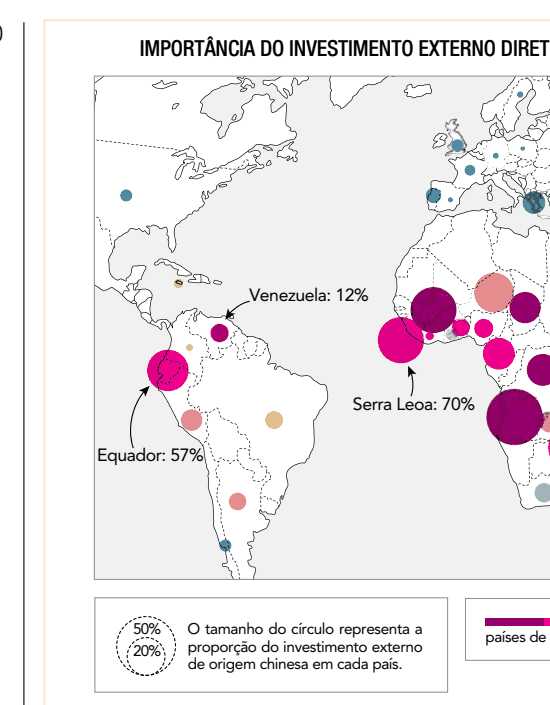 )
IMPORTÂNCIA DO INVESTIMENTO EXTERNO DIRET
Venezuela: 12%
Serra Leoa: 70%
Equador: 57%
50%
20%
O tamanho do círculo representa a
proporção do investimento externo
de origem chinesa em cada país.
países de